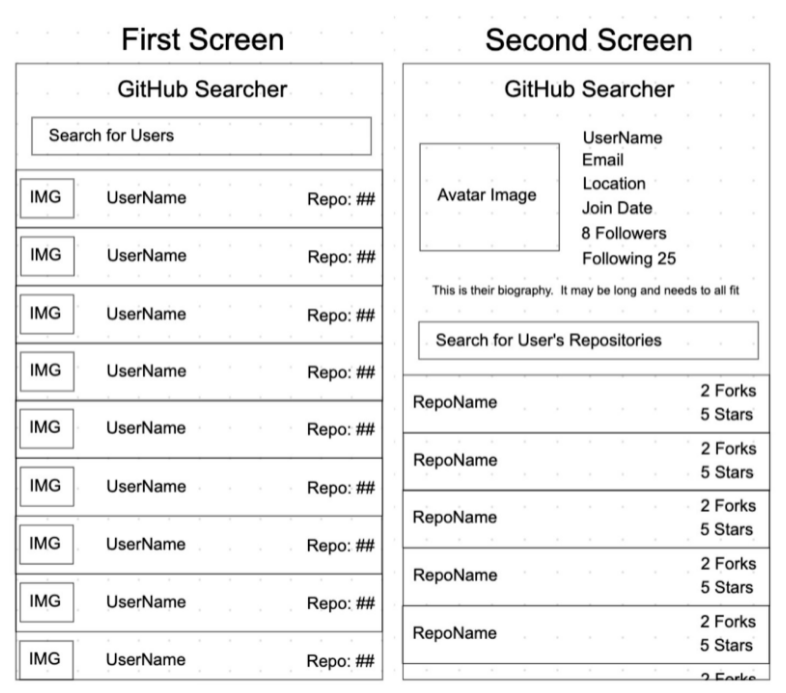 First Screen
GitHub Searcher
Search for Users
IMG UserName Repo: ##
IMG UserName Repo: ##
IMG UserName Repo: ##
IMG UserName Repo: ##
IMG UserName Repo: ##
IMG UserName Repo: ##
IMG UserName Repo: ##
IMG UserName Repo: ##
IMG UserName Repo: ##
Second Screen
GitHub Searcher
Avatar Image
UserName
Email
Location
Join Date
8 Followers
Following 25
This is their biography. It may be long and needs to all fit
Search for User's Repositories
RepoName
2 Forks
5 Stars
RepoName
2 Forks
5 Stars
RepoName
2 Forks
5 Stars
RepoName
2 Forks
5 Stars
RepoName
2 Forks
5 Stars
2 Forks